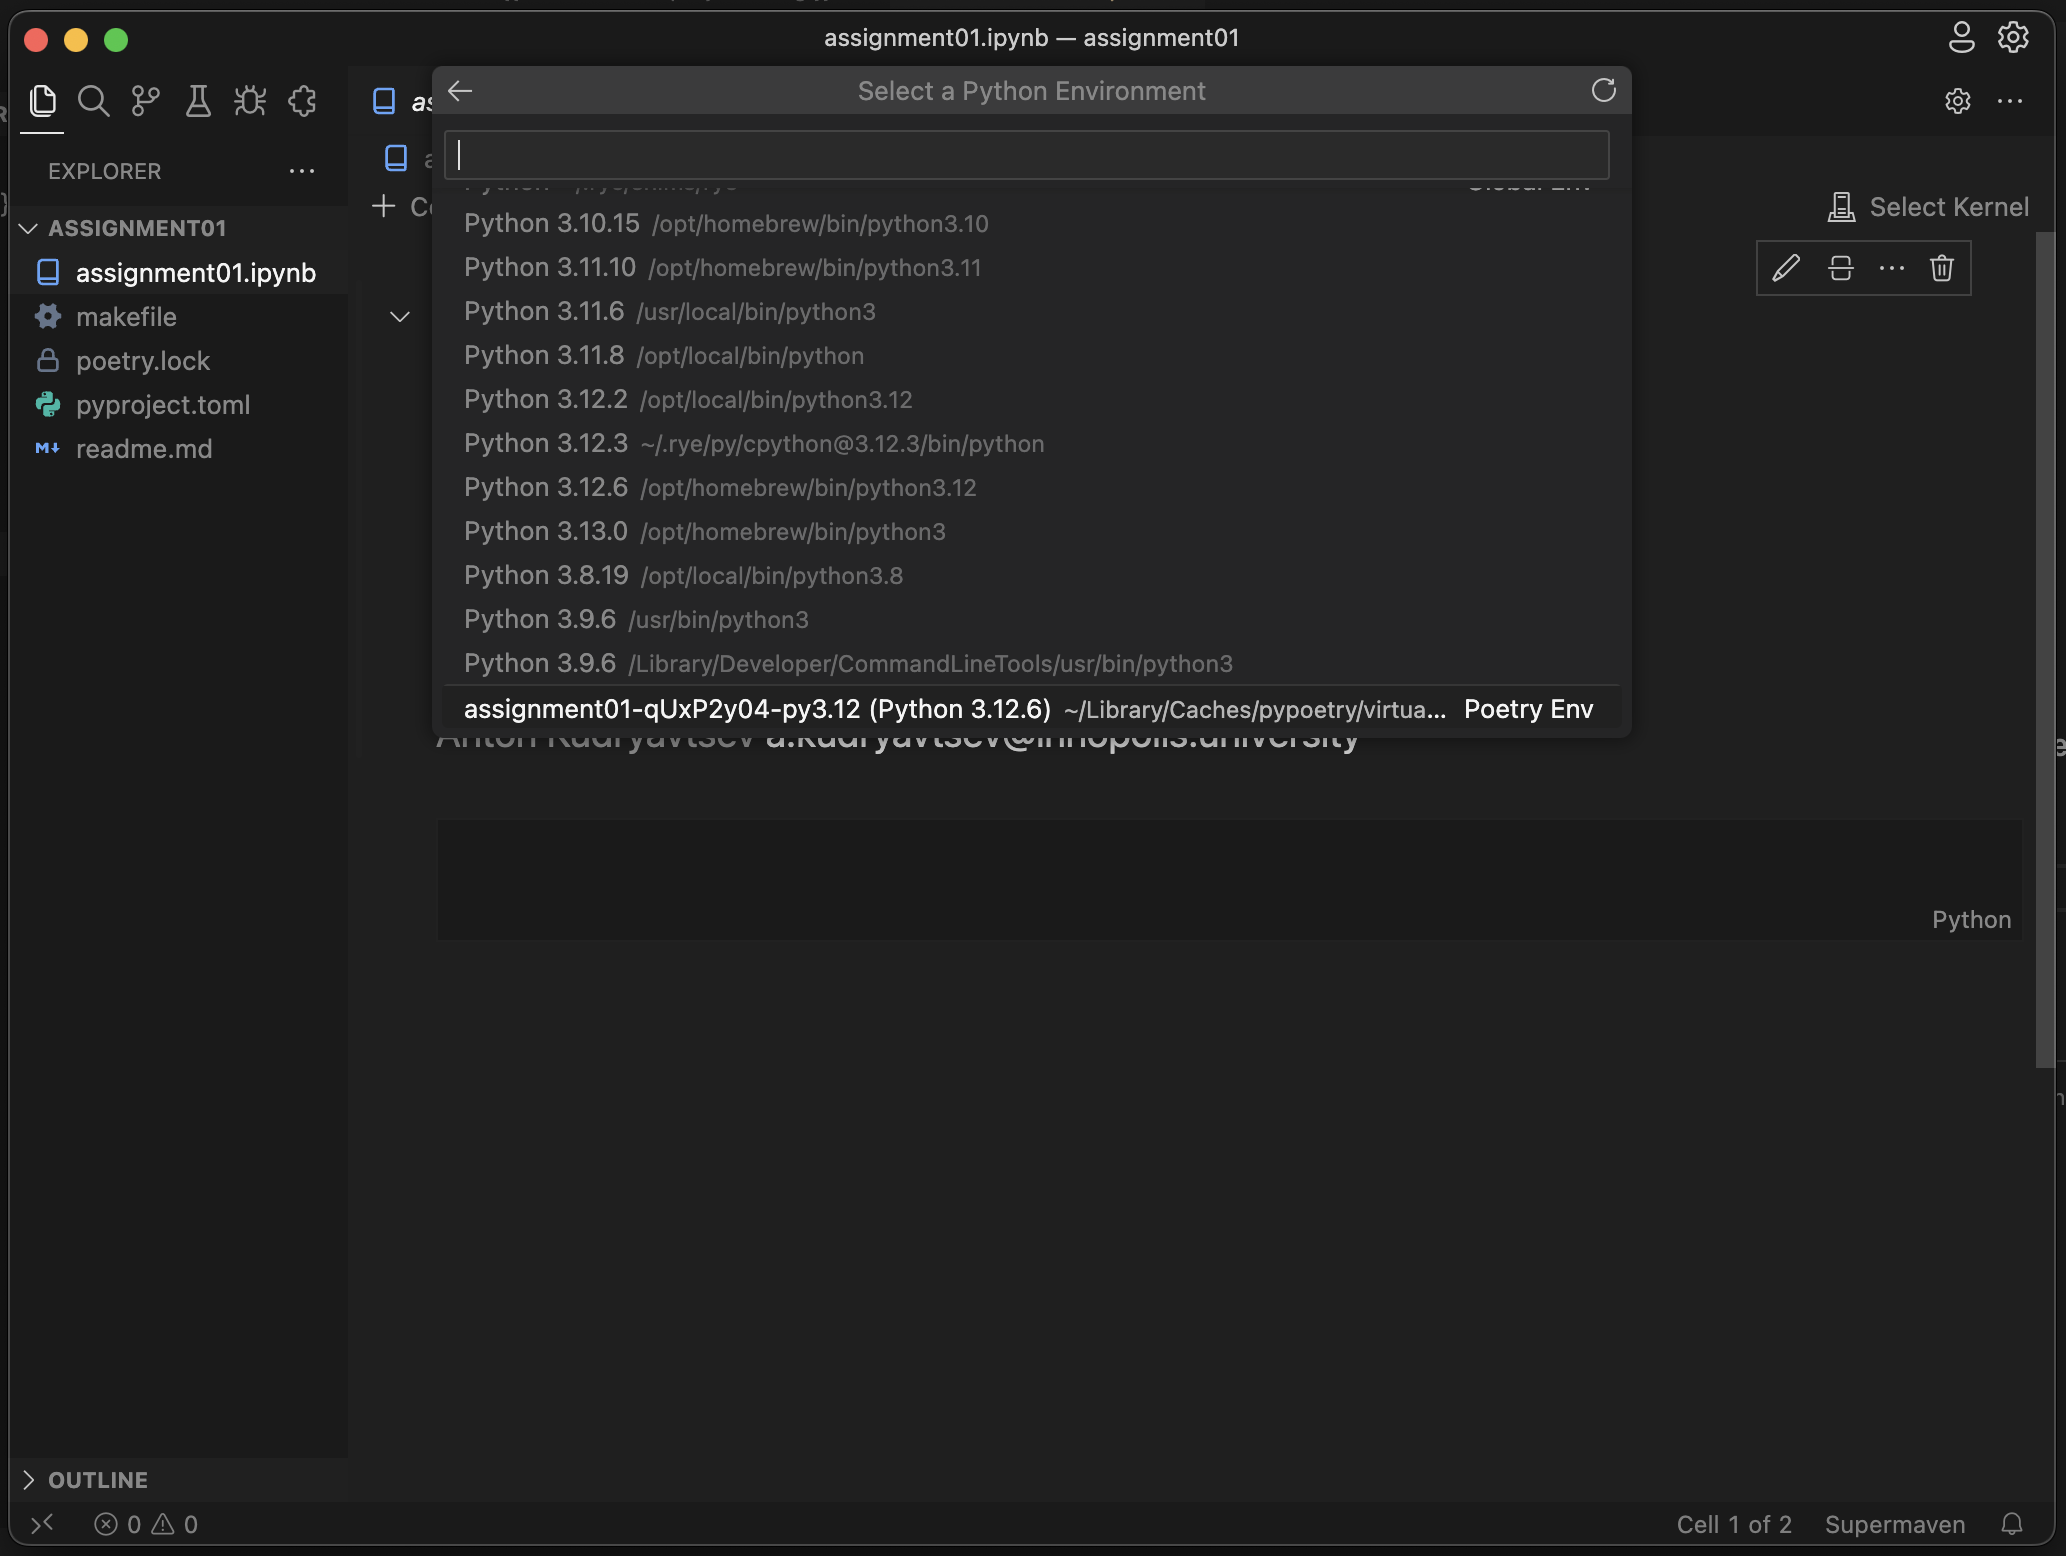 assignment01.ipynb — assignment01
Select a Python Environment
EXPLORER
ASSIGNMENT01
assignment01.ipynb
makefile
poetry.lock
pyproject.toml
readme.md
Select Kernel
Python 3.10.15 /opt/homebrew/bin/python3.10
Python 3.11.10 /opt/homebrew/bin/python3.11
Python 3.11.6 /usr/local/bin/python3
Python 3.11.8 /opt/local/bin/python
Python 3.12.2 /opt/local/bin/python3.12
Python 3.12.3 ~/.rye/py/cpython@3.12.3/bin/python
Python 3.12.6 /opt/homebrew/bin/python3.12
Python 3.13.0 /opt/homebrew/bin/python3
Python 3.8.19 /opt/local/bin/python3.8
Python 3.9.6 /usr/bin/python3
Python 3.9.6 /Library/Developer/CommandLineTools/usr/bin/python3
assignment01-qUxP2y04-py3.12 (Python 3.12.6) ~/Library/Caches/pypoetry/virtua... Poetry Env
Anton Kudryavtsev a.kudryavtsev@innopolis.university
Python
OUTLINE
0 0
Cell 1 of 2 Supermaven